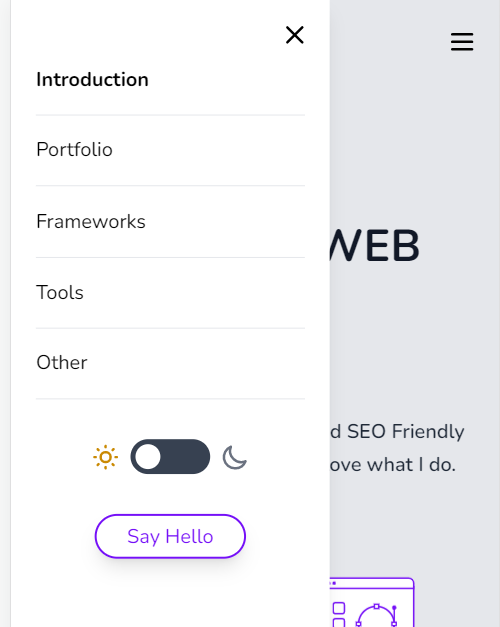 Introduction
Portfolio
WEB
Frameworks
Tools
Other
d SEO Friendly
ove what I do.
Say Hello